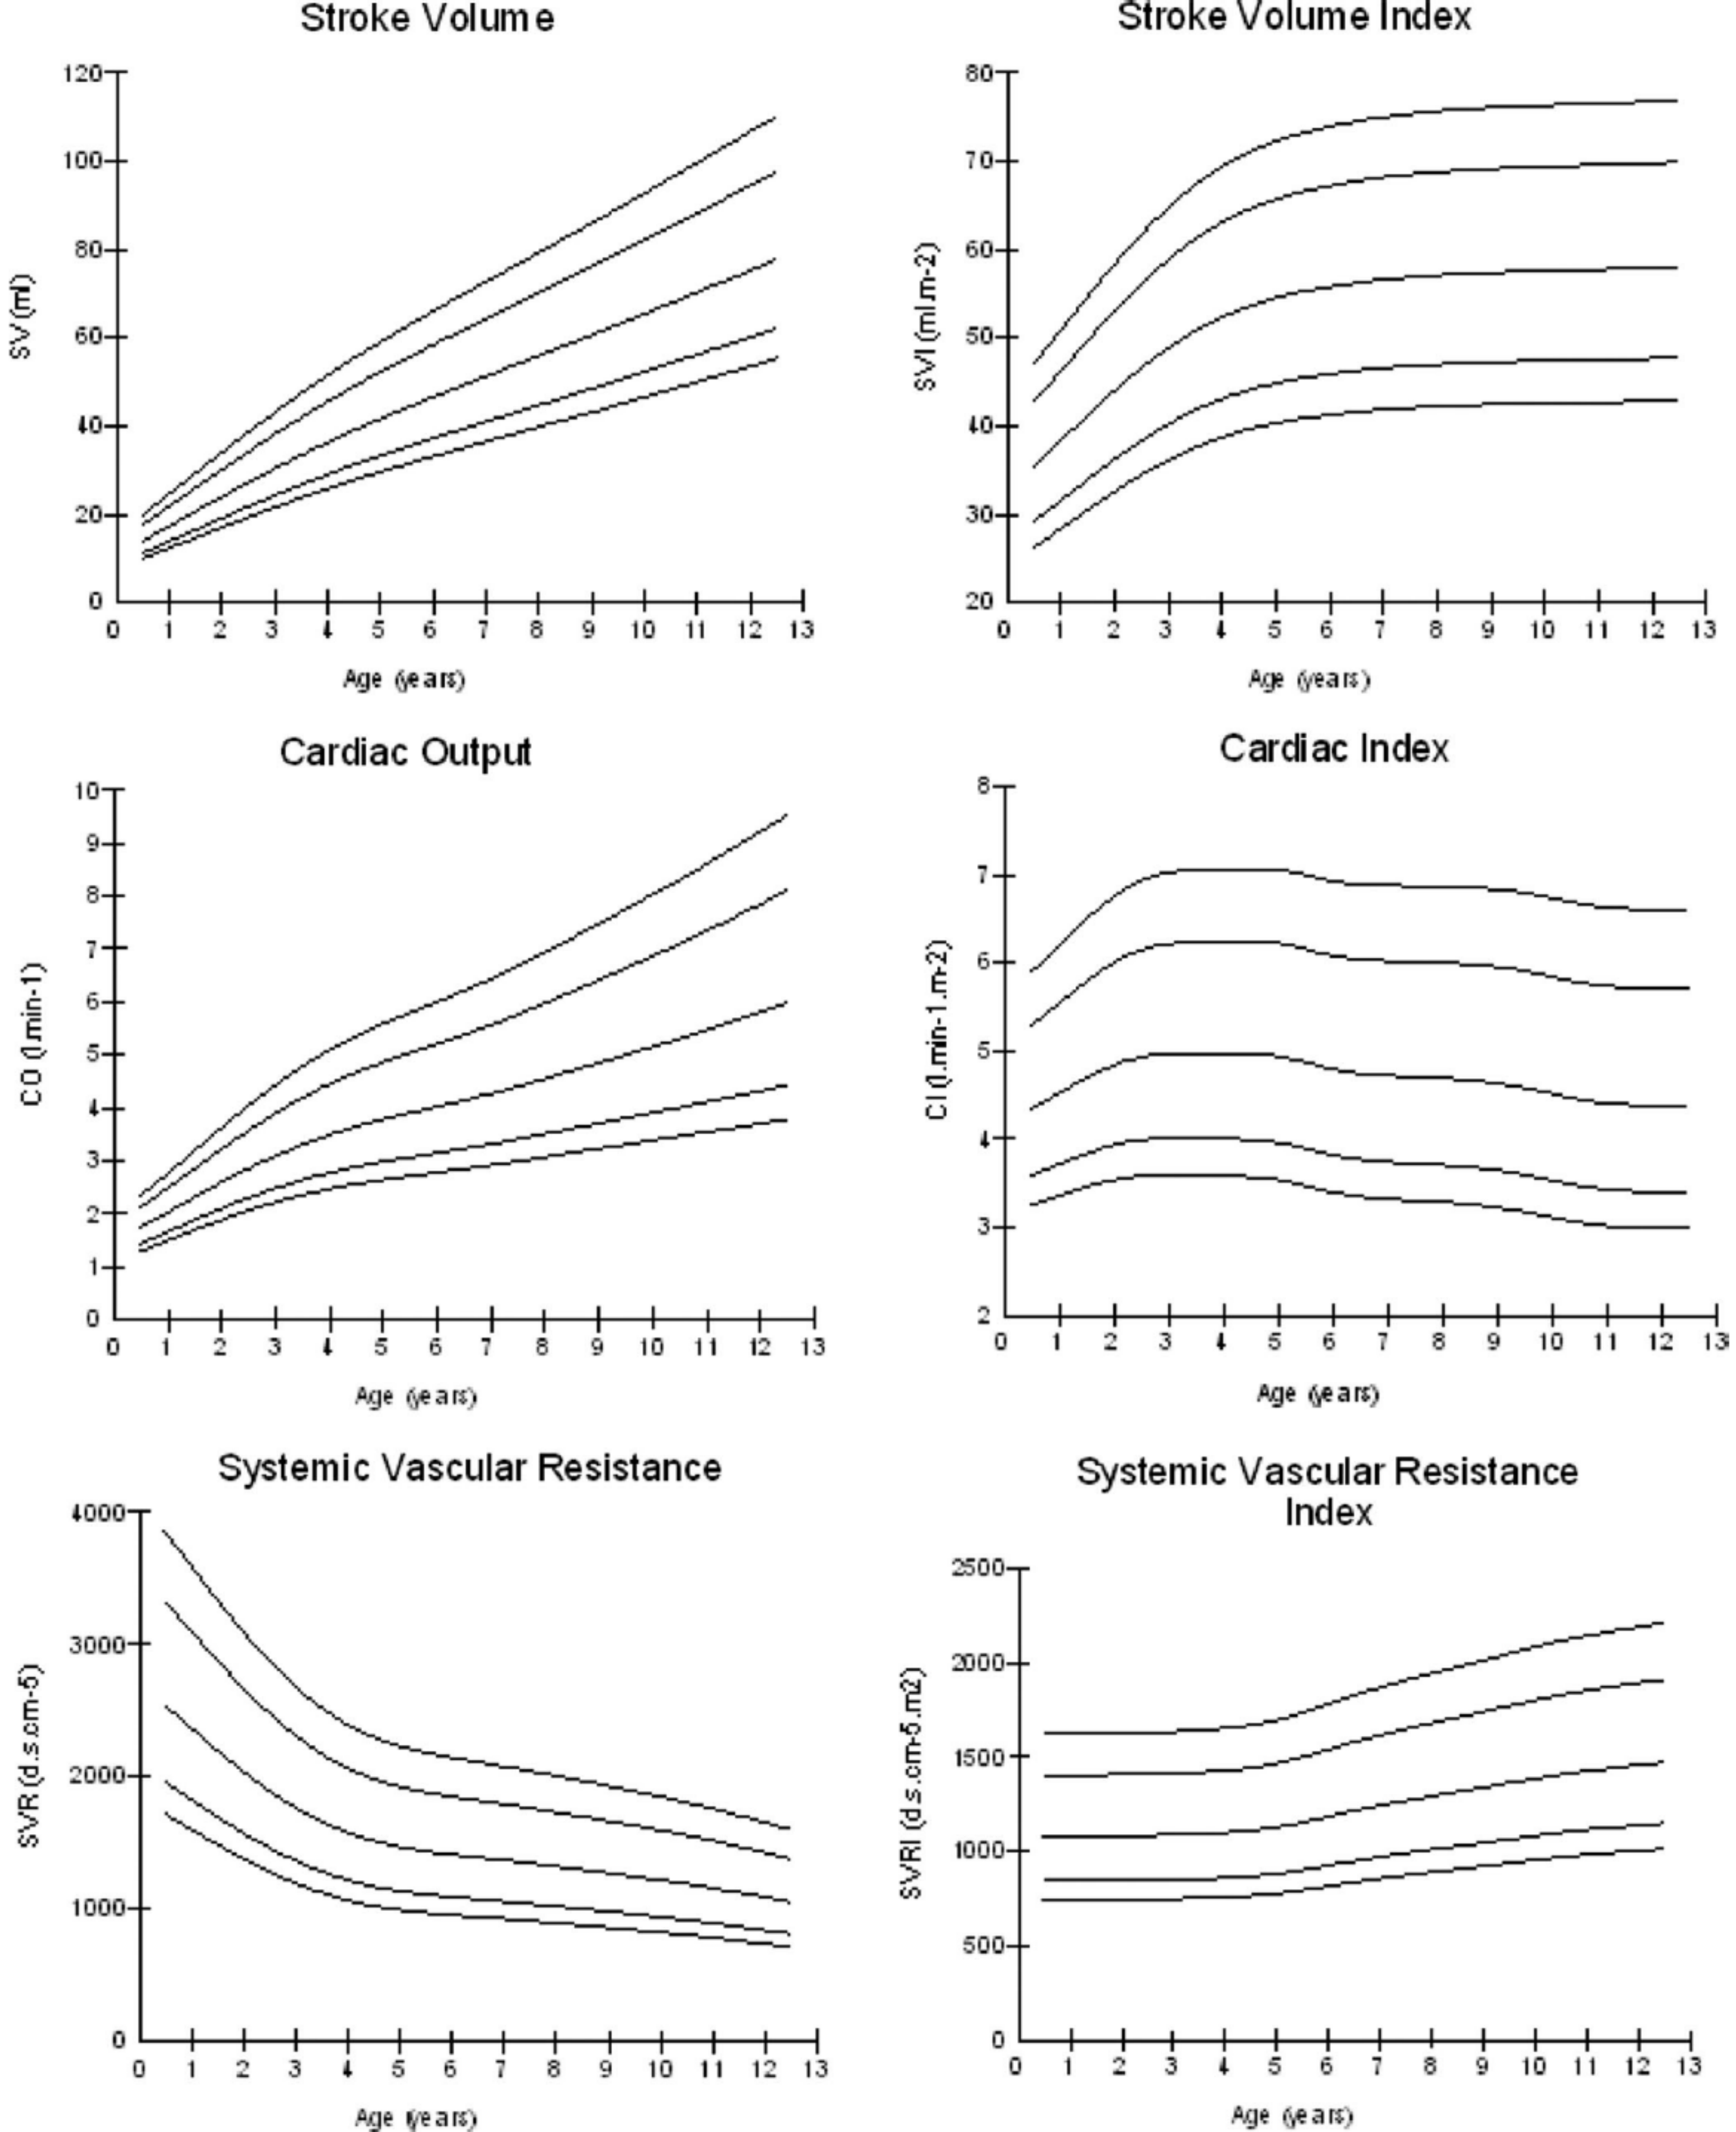 Stroke Volume
120
100
80
60
40
20
0
SV (ml)
0 1 2 3 4 5 6 7 8 9 10 11 12 13
Age (years)
Stroke Volume Index
80
70
60
50
40
30
20
SVI (ml.m-2)
0 1 2 3 4 5 6 7 8 9 10 11 12 13
Age (years)
Cardiac Output
10
9
8
7
6
5
4
3
2
1
0
CO (l.min-1)
0 1 2 3 4 5 6 7 8 9 10 11 12 13
Age (years)
Cardiac Index
8
7
6
5
4
3
2
CI (l.min-1.m-2)
0 1 2 3 4 5 6 7 8 9 10 11 12 13
Age (years)
Systemic Vascular Resistance
4000
3000
2000
1000
0
SVR (d.s.cm-5)
0 1 2 3 4 5 6 7 8 9 10 11 12 13
Age (years)
Systemic Vascular Resistance
Index
2500
2000
1500
1000
500
0
SVRI (d.s.cm-5.m2)
0 1 2 3 4 5 6 7 8 9 10 11 12 13
Age (years)